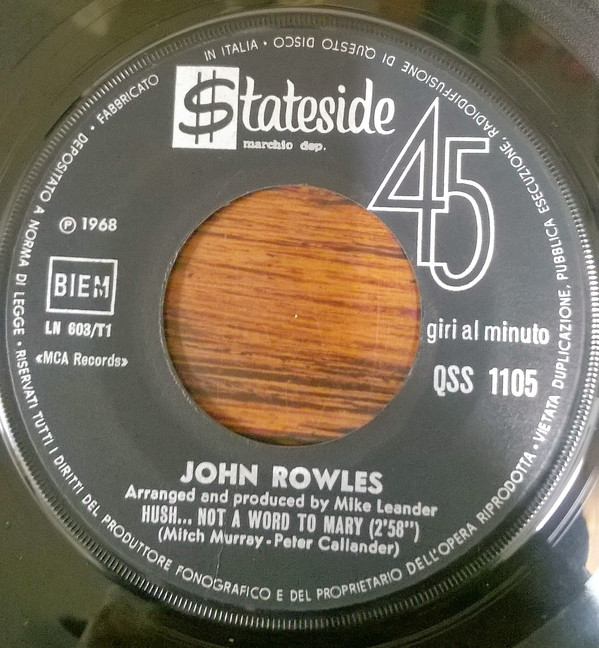 $tateside
marchio dep.
45
giri al minuto
QSS 1105
℗ 1968
BIEM
LN 603/T1
«MCA Records»
JOHN ROWLES
Arranged and produced by Mike Leander
HUSH... NOT A WORD TO MARY (2'58")
(Mitch Murray - Peter Callander)
FABBRICATO IN ITALIA • DISCO DEPOSITATO A NORMA DI LEGGE • RISERVATI TUTTI I DIRITTI DEL PRODUTTORE FONOGRAFICO E DEL PROPRIETARIO DELL'OPERA RIPRODOTTA • VIETATA DUPLICAZIONE, PUBBLICA ESECUZIONE, RADIODIFFUSIONE DI QUESTO DISCO